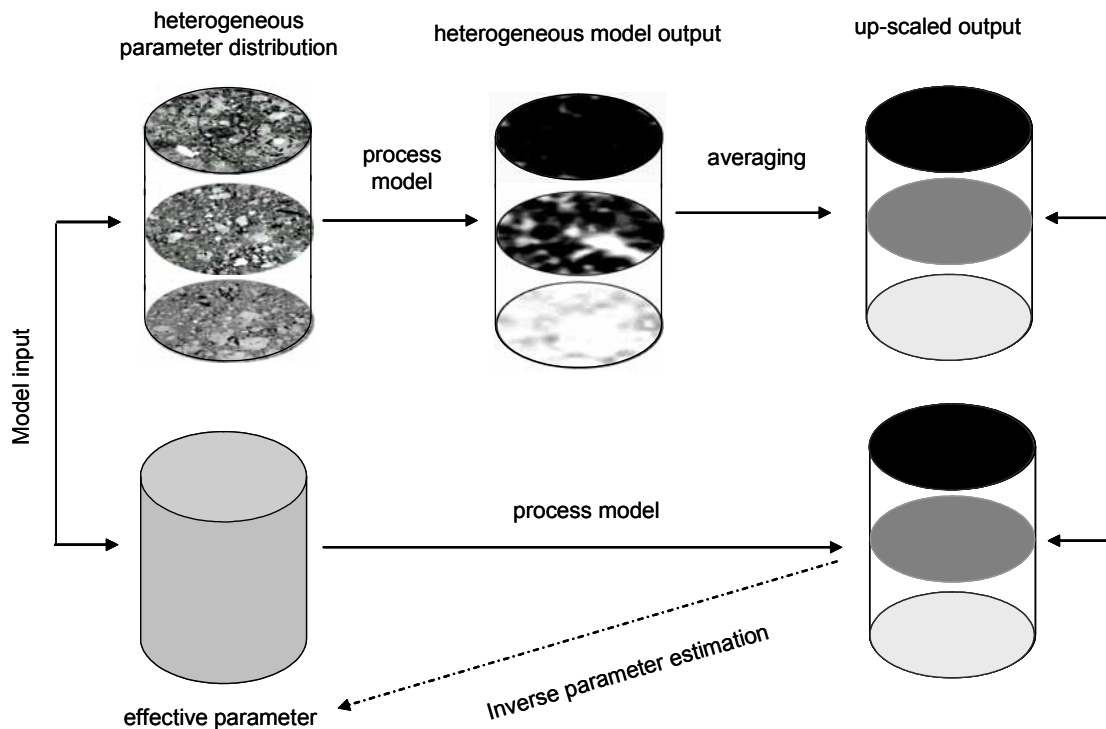 heterogeneous
parameter distribution
heterogeneous model output
up-scaled output
process
model
averaging
Model input
process model
Inverse parameter estimation
effective parameter